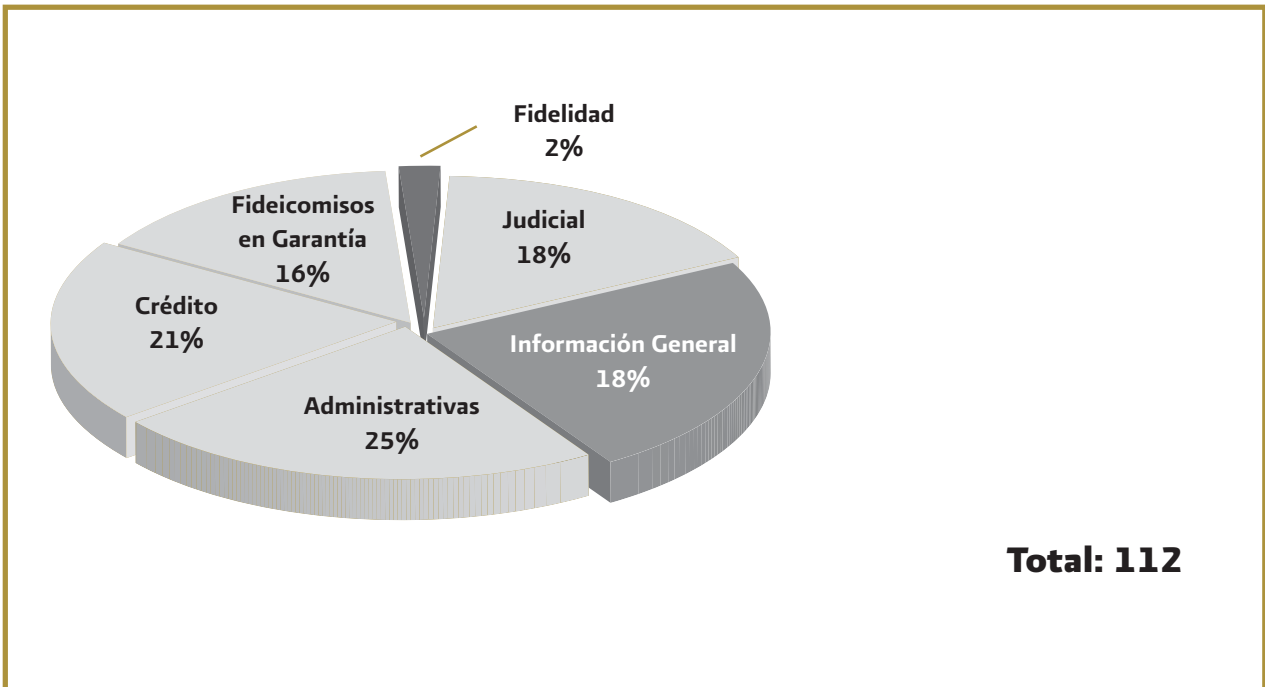 Fidelidad
2%
Judicial
18%
Información General
18%
Administrativas
25%
Crédito
21%
Fideicomisos
en Garantía
16%
Total: 112